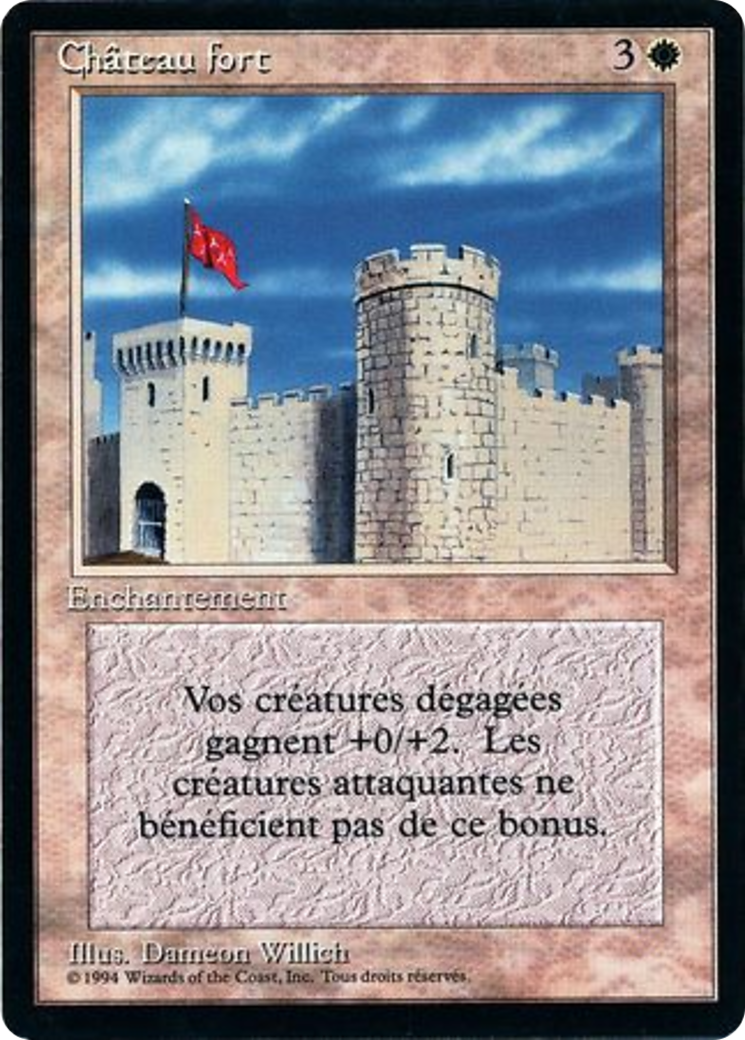 Château fort 3
Enchantement
Vos créatures dégagées
gagnent +0/+2. Les
créatures attaquantes ne
bénéficient pas de ce bonus.
Illus. Dameon Willich
© 1994 Wizards of the Coast, Inc. Tous droits réservés.